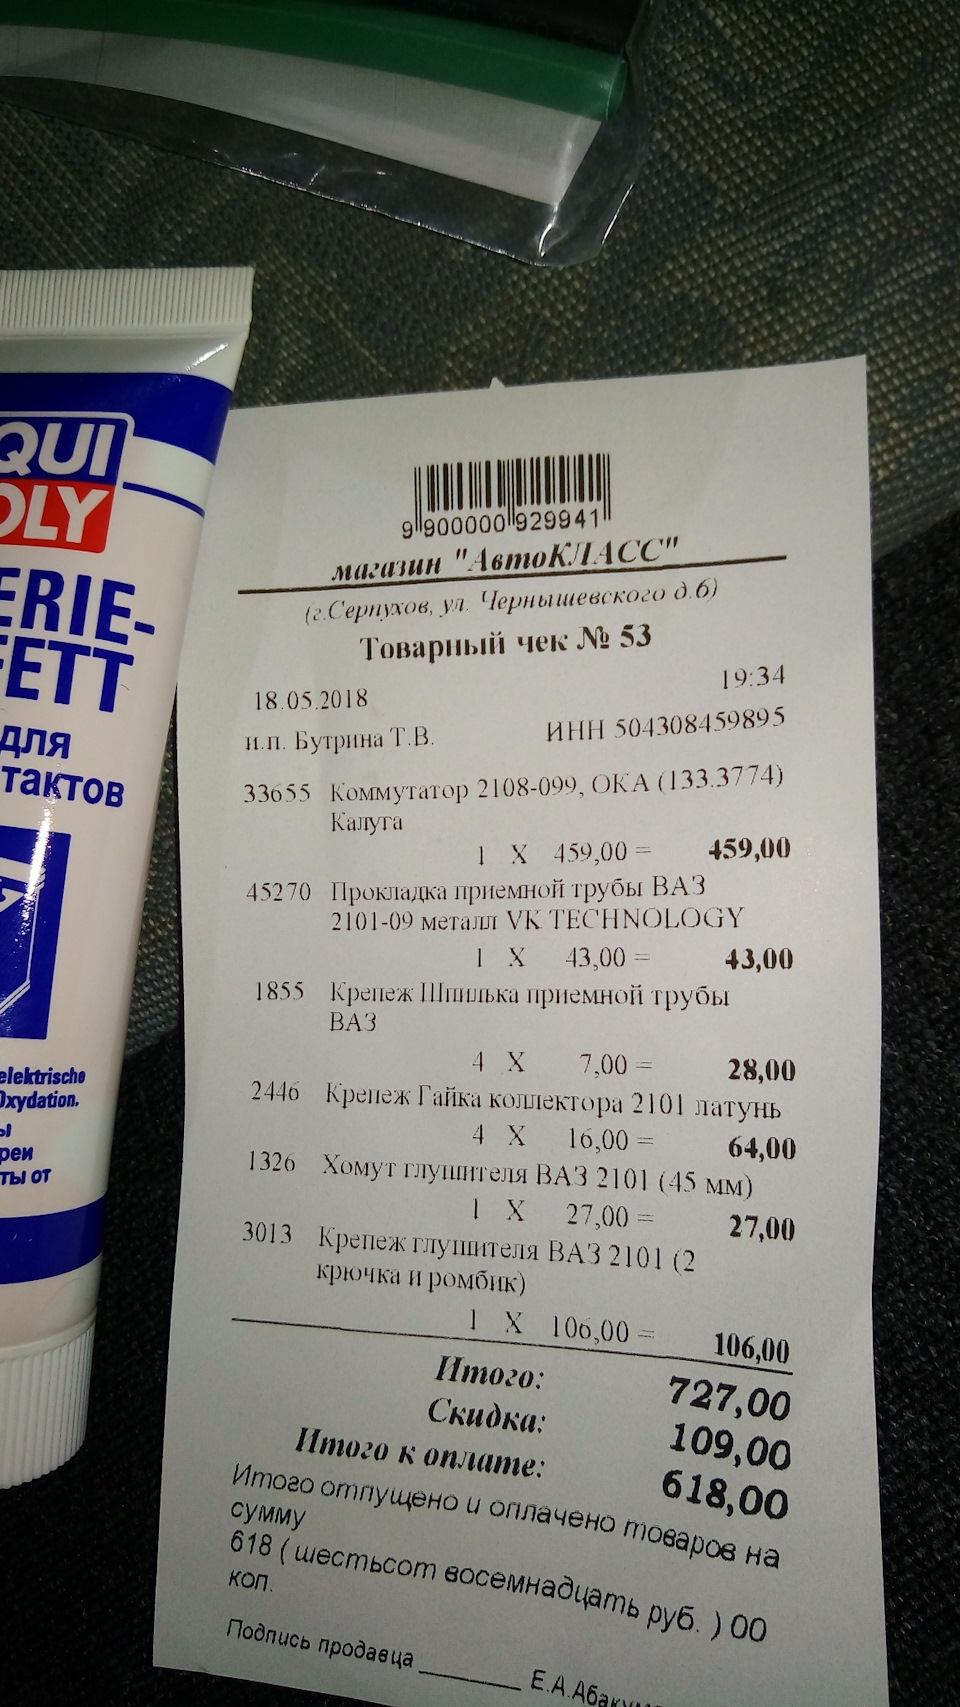 QUI
OLY
ERIE-
FETT
для
тактов
elektrische
Oxydation.
ы
реи
ты от
9 900000 929941
магазин "АвтоКЛАСС"
(г.Серпухов, ул. Чернышевского д.6)
Товарный чек № 53
18.05.2018 19:34
и.п. Бутрина Т.В. ИНН 504308459895
33655 Коммутатор 2108-099, ОКА (133.3774)
Калуга
1 X 459,00 = 459,00
45270 Прокладка приемной трубы ВАЗ
2101-09 металл VK TECHNOLOGY
1 X 43,00 = 43,00
1855 Крепеж Шпилька приемной трубы
ВАЗ
4 X 7,00 = 28,00
2446 Крепеж Гайка коллектора 2101 латунь
4 X 16,00 = 64,00
1326 Хомут глушителя ВАЗ 2101 (45 мм)
1 X 27,00 = 27,00
3013 Крепеж глушителя ВАЗ 2101 (2
крючка и ромбик)
1 X 106,00 = 106,00
Итого: 727,00
Скидка: 109,00
Итого к оплате: 618,00
Итого отпущено и оплачено товаров на
сумму
618 ( шестьсот восемнадцать руб. ) 00
коп.
Подпись продавца ________ Е.А.Абакум